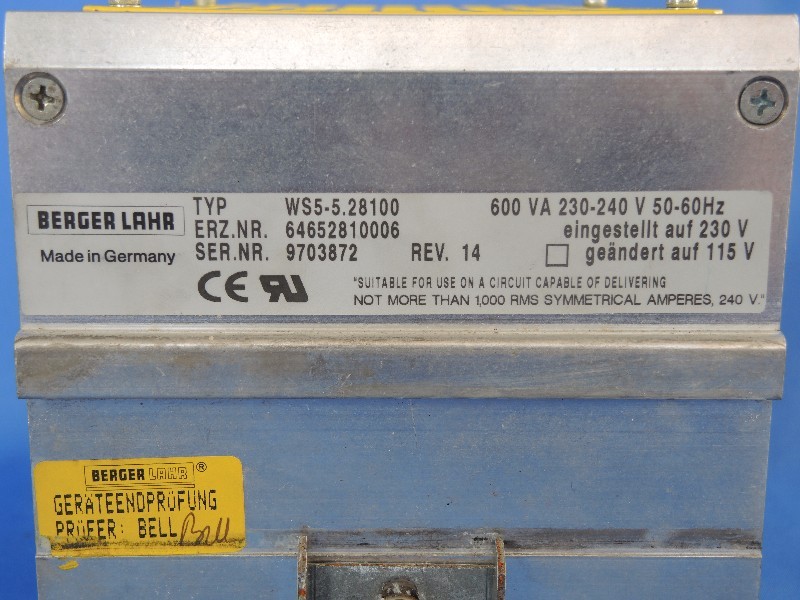 BERGER LAHR
Made in Germany
TYP WS5-5.28100 600 VA 230-240 V 50-60Hz
ERZ.NR. 64652810006 eingestellt auf 230 V
SER.NR. 9703872 REV. 14 geändert auf 115 V
CE RU
"SUITABLE FOR USE ON A CIRCUIT CAPABLE OF DELIVERING
NOT MORE THAN 1,000 RMS SYMMETRICAL AMPERES, 240 V."
BERGER LAHR ®
GERÄTEENDPRÜFUNG
PRÜFER: BELL Bell